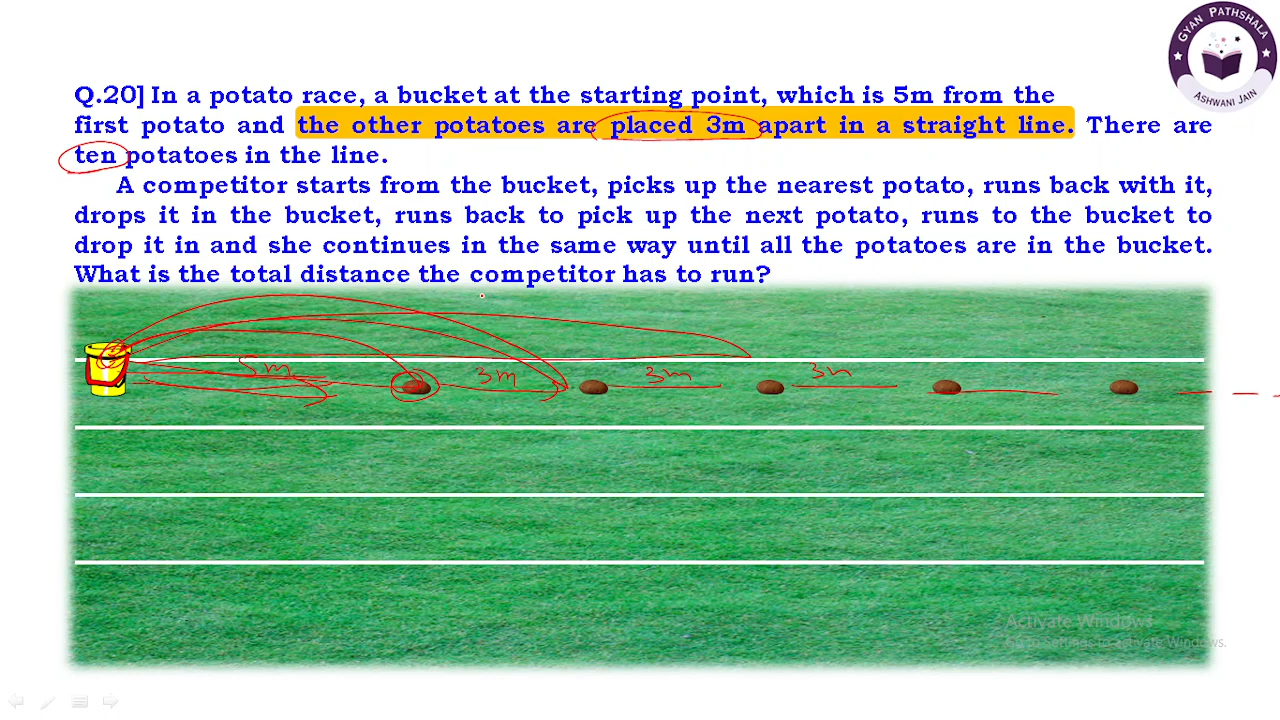 GYAN PATHSHALA
ASHWANI JAIN
Q.20] In a potato race, a bucket at the starting point, which is 5m from the
first potato and the other potatoes are placed 3m apart in a straight line. There are
ten potatoes in the line.
A competitor starts from the bucket, picks up the nearest potato, runs back with it,
drops it in the bucket, runs back to pick up the next potato, runs to the bucket to
drop it in and she continues in the same way until all the potatoes are in the bucket.
What is the total distance the competitor has to run?
5m 3m 3m 3m
Activate Windows